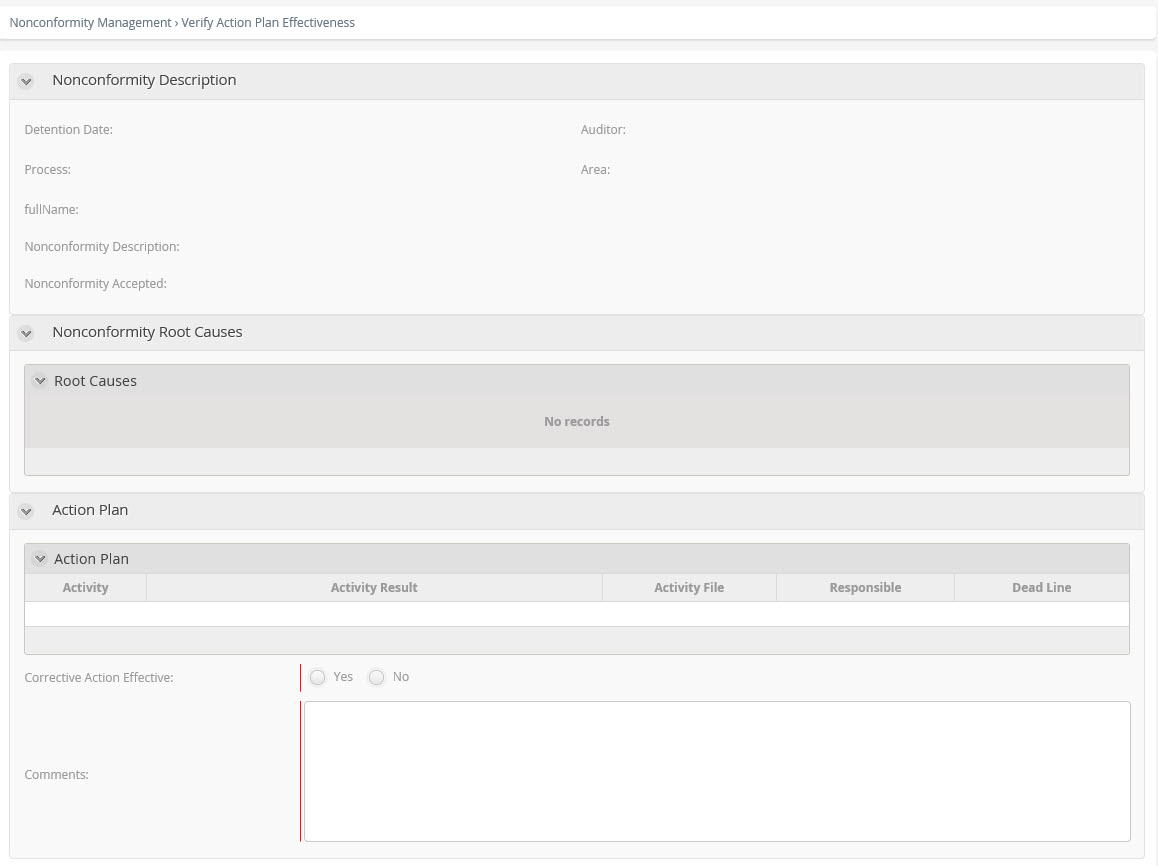 Nonconformity Management › Verify Action Plan Effectiveness
Nonconformity Description
Detention Date:
Auditor:
Process:
Area:
fullName:
Nonconformity Description:
Nonconformity Accepted:
Nonconformity Root Causes
Root Causes
No records
Action Plan
Action Plan
Activity
Activity Result
Activity File
Responsible
Dead Line
Corrective Action Effective:
Yes
No
Comments: